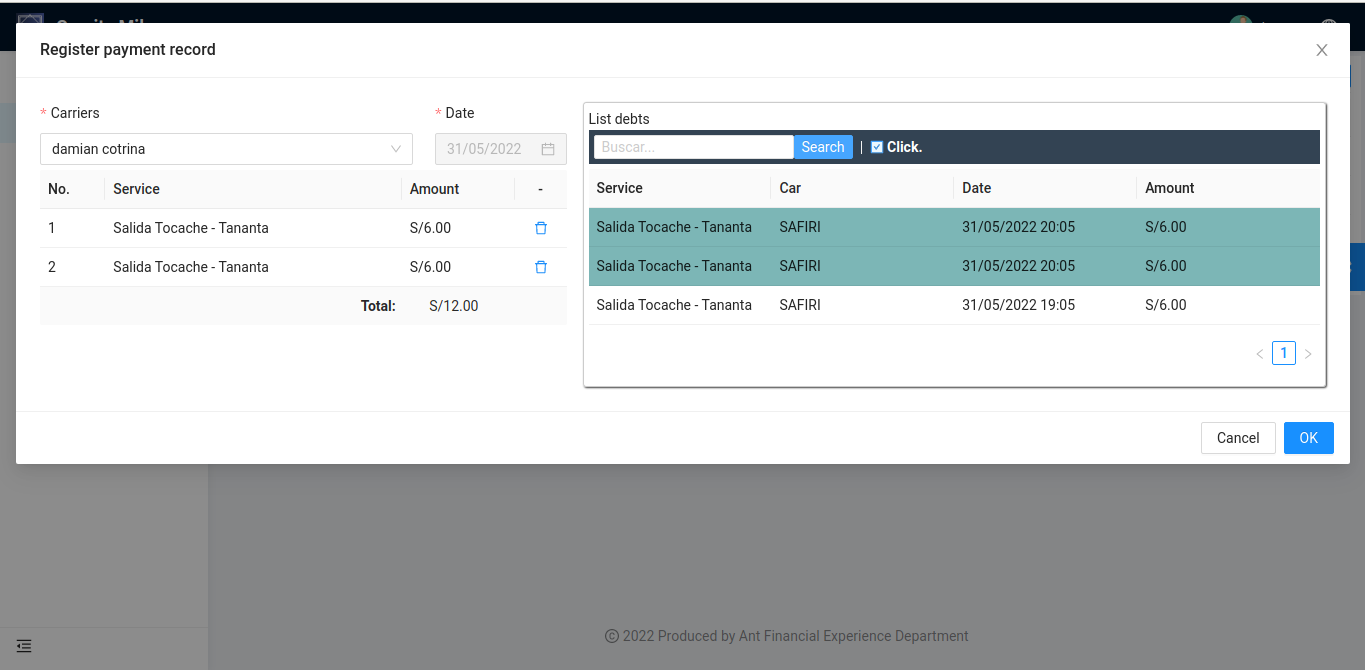 Register payment record
* Carriers
* Date
damian cotrina
31/05/2022
No. Service Amount -
1 Salida Tocache - Tananta S/6.00
2 Salida Tocache - Tananta S/6.00
Total: S/12.00
List debts
Buscar... Search | Click.
Service Car Date Amount
Salida Tocache - Tananta SAFIRI 31/05/2022 20:05 S/6.00
Salida Tocache - Tananta SAFIRI 31/05/2022 20:05 S/6.00
Salida Tocache - Tananta SAFIRI 31/05/2022 19:05 S/6.00
< 1 >
Cancel OK
© 2022 Produced by Ant Financial Experience Department